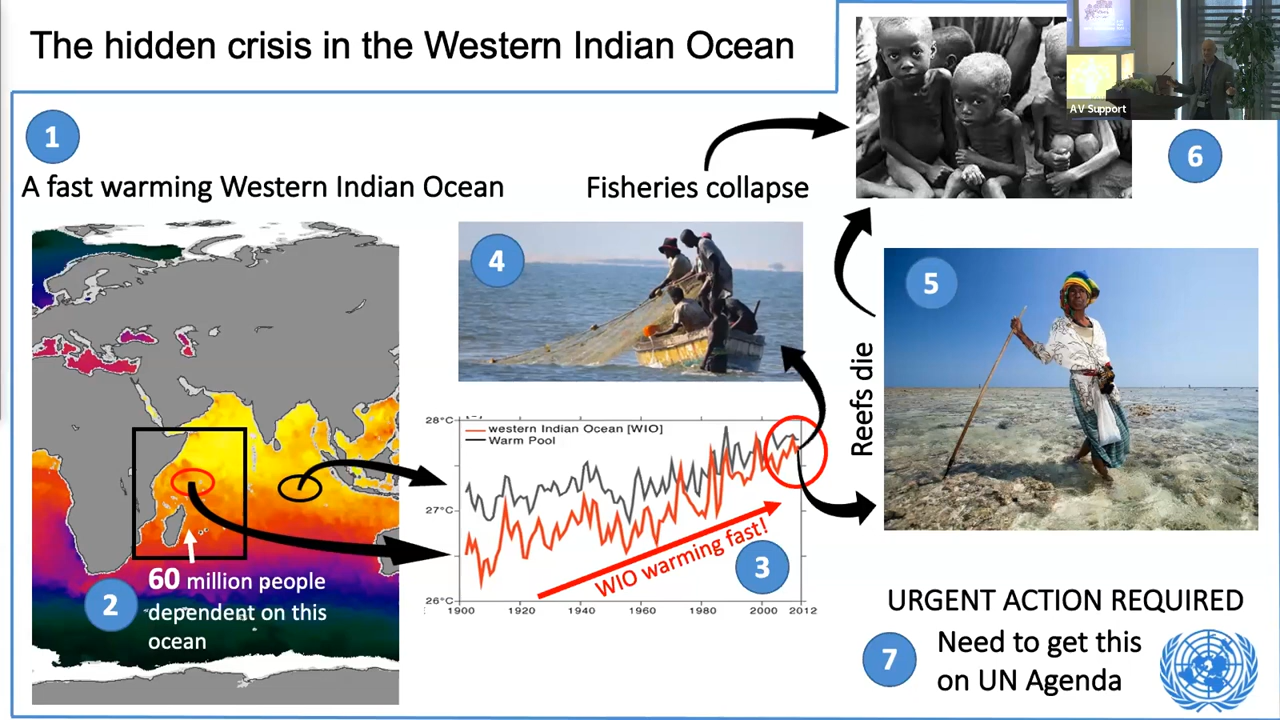 The hidden crisis in the Western Indian Ocean
AV Support
1
6
A fast warming Western Indian Ocean
Fisheries collapse
4
5
Reefs die
28°C
western Indian Ocean [WIO]
Warm Pool
27°C
WIO warming fast!
3
26°C
1900 1920 1940 1960 1980 2000 2012
2
60 million people
dependent on this
ocean
URGENT ACTION REQUIRED
7
Need to get this
on UN Agenda